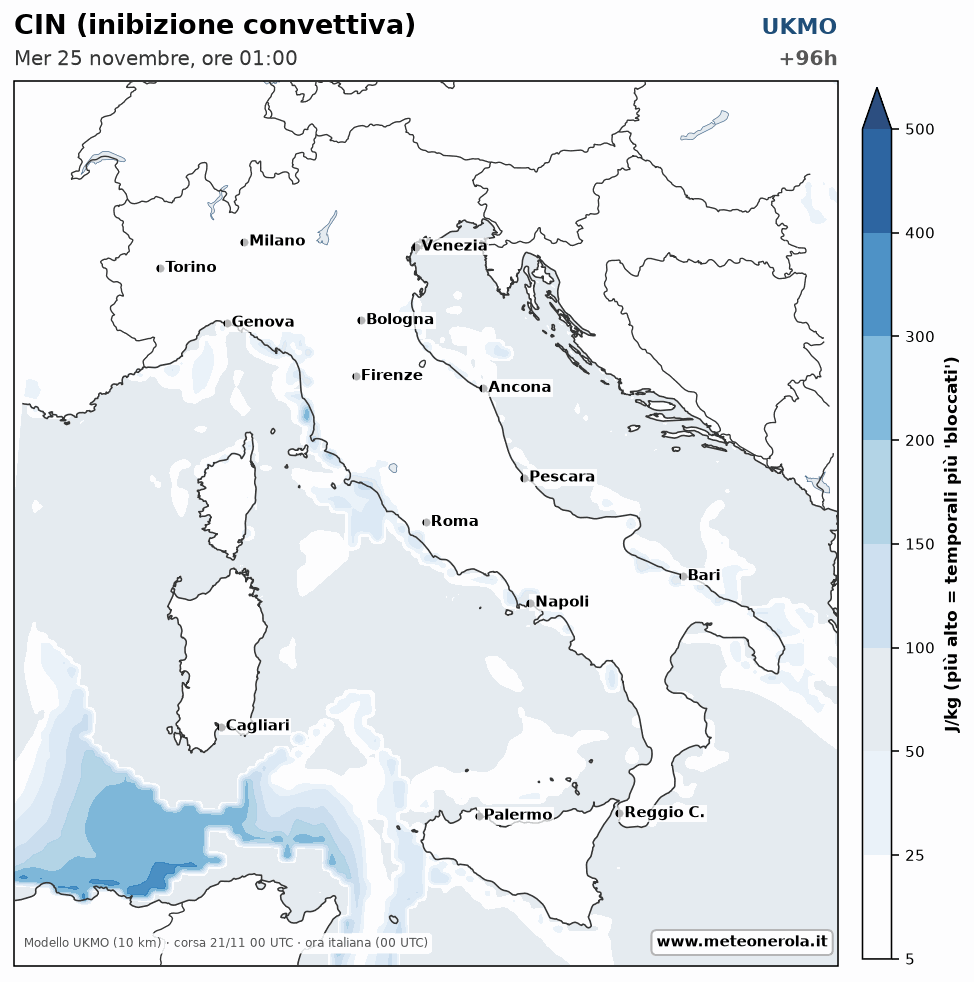 CIN (inibizione convettiva)
UKMO
Mer 25 novembre, ore 01:00
+96h
Milano
Venezia
Torino
Genova
Bologna
Firenze
Ancona
Pescara
Roma
Bari
Napoli
Cagliari
Palermo
Reggio C.
Modello UKMO (10 km) · corsa 21/11 00 UTC · ora italiana (00 UTC)
www.meteonerola.it
500
400
300
200
150
100
50
25
5
J/kg (più alto = temporali più 'bloccati')